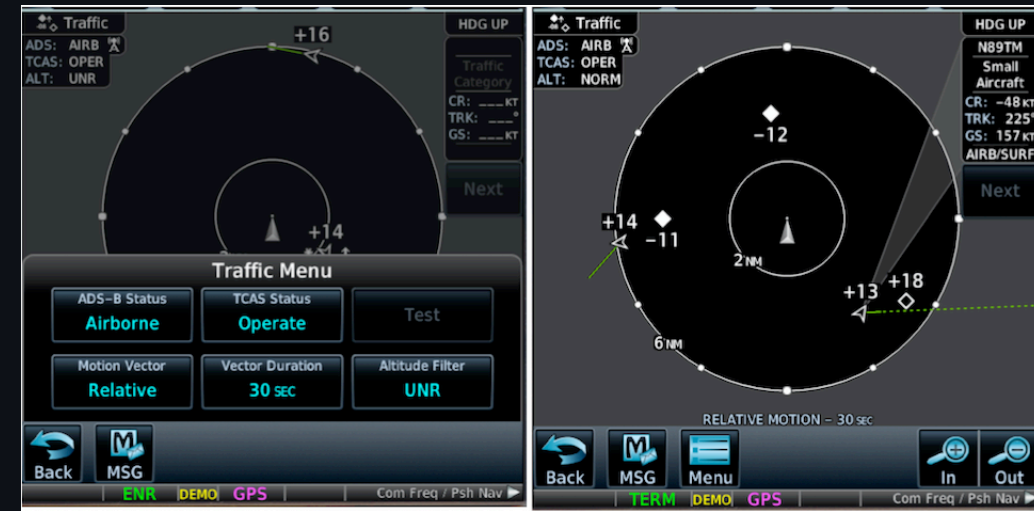 Traffic
+16
HDG UP
ADS: AIRB
TCAS: OPER
ALT: UNR
Traffic
Category
CR: ___KT
TRK: ___°
GS: ___KT
Next
+14
Traffic Menu
ADS-B Status
Airborne
TCAS Status
Operate
Test
Motion Vector
Relative
Vector Duration
30 SEC
Altitude Filter
UNR
Back
MSG
ENR
DEMO
GPS
Com Freq / Psh Nav
Traffic
HDG UP
ADS: AIRB
TCAS: OPER
ALT: NORM
N89TM
Small
Aircraft
CR: -48KT
TRK: 225°
GS: 157KT
AIRB/SURF
Next
-12
+14
-11
2NM
+13
+18
6NM
RELATIVE MOTION - 30 SEC
Back
MSG
Menu
In
Out
TERM
DEMO
GPS
Com Freq / Psh Nav